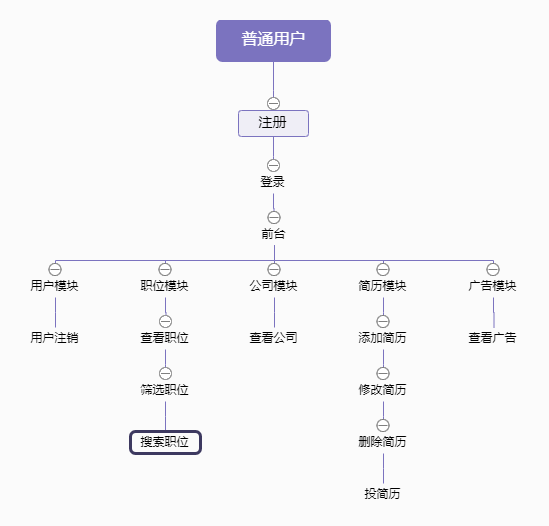 普通用户
注册
登录
前台
用户模块 职位模块 公司模块 简历模块 广告模块
用户注销 查看职位 查看公司 添加简历 查看广告
筛选职位 修改简历
搜索职位 删除简历
投简历